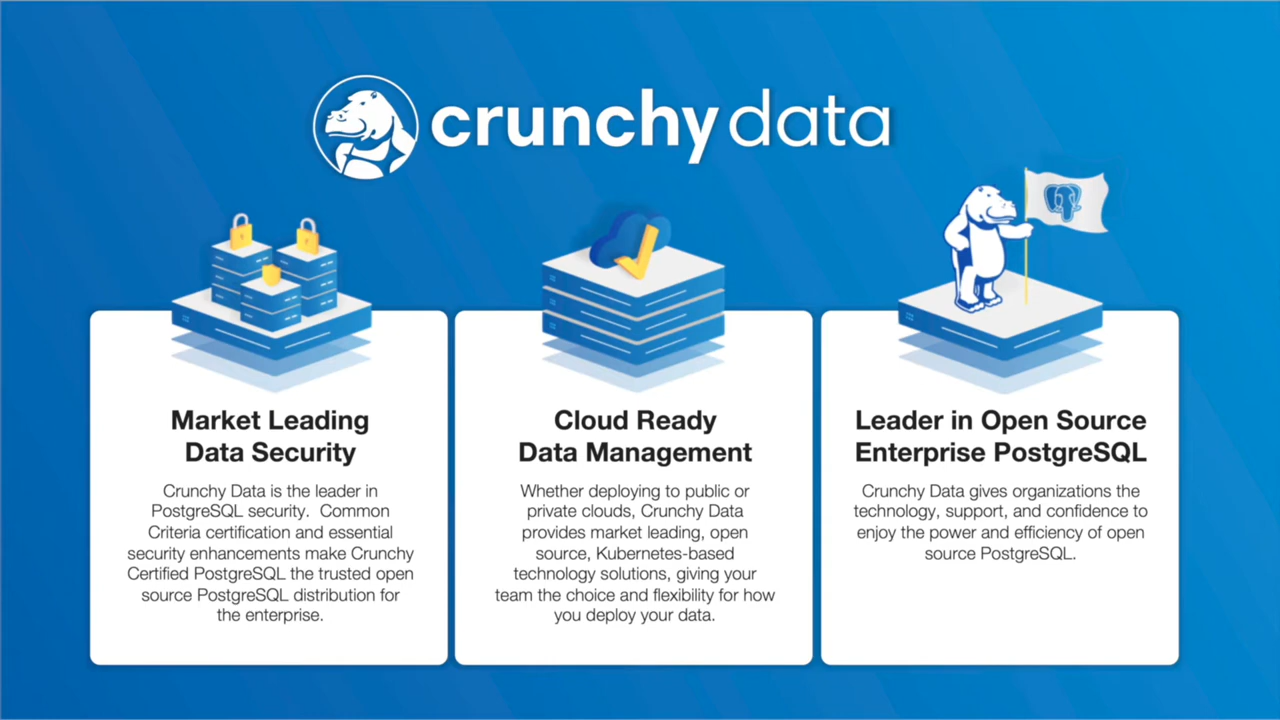 crunchy data
Market Leading
Data Security
Crunchy Data is the leader in
PostgreSQL security.  Common
Criteria certification and essential
security enhancements make Crunchy
Certified PostgreSQL the trusted open
source PostgreSQL distribution for
the enterprise.
Cloud Ready
Data Management
Whether deploying to public or
private clouds, Crunchy Data
provides market leading, open
source, Kubernetes-based
technology solutions, giving your
team the choice and flexibility for how
you deploy your data.
Leader in Open Source
Enterprise PostgreSQL
Crunchy Data gives organizations the
technology, support, and confidence to
enjoy the power and efficiency of open
source PostgreSQL.